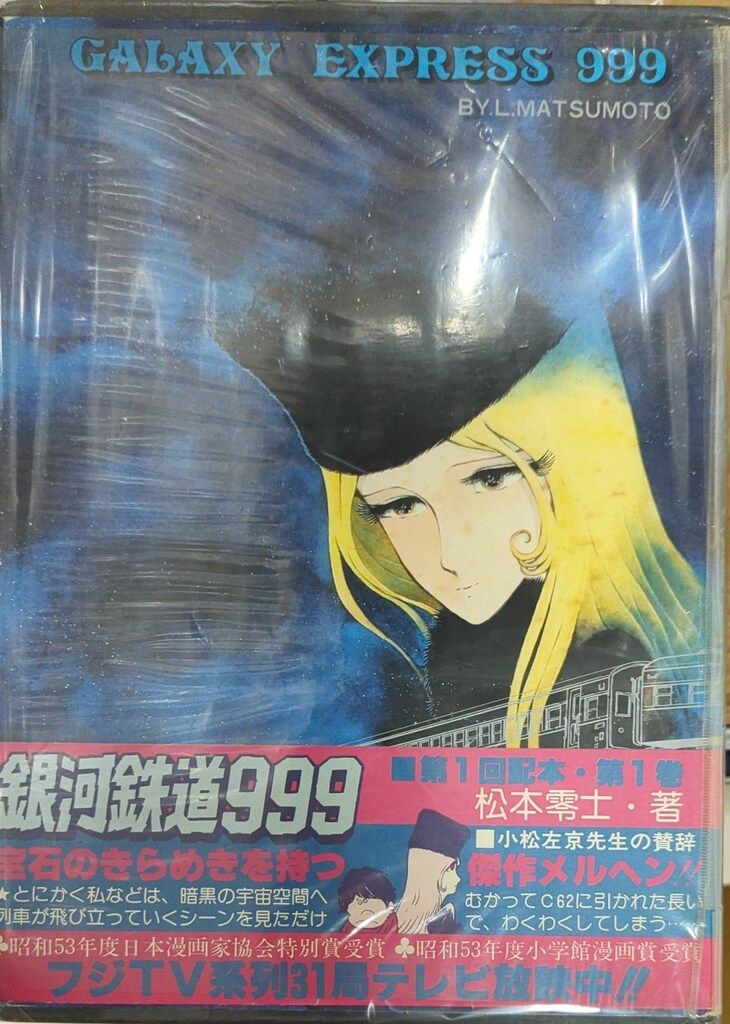 GALAXY EXPRESS 999
BY.L.MATSUMOTO
銀河鉄道999
■第1回配本・第1巻
松本零士・著
■小松左京先生の賛辞
宝石のきらめきを持つ
傑作メルヘン!!
★とにかく私などは、暗黒の宇宙空間へ
むかってC62に引かれた長い
列車が飛び立っていくシーンを見ただけ
で、わくわくしてしまう……
♣昭和53年度日本漫画家協会特別賞受賞 ♣昭和53年度小学館漫画賞受賞
フジTV系列31局テレビ放映中!!